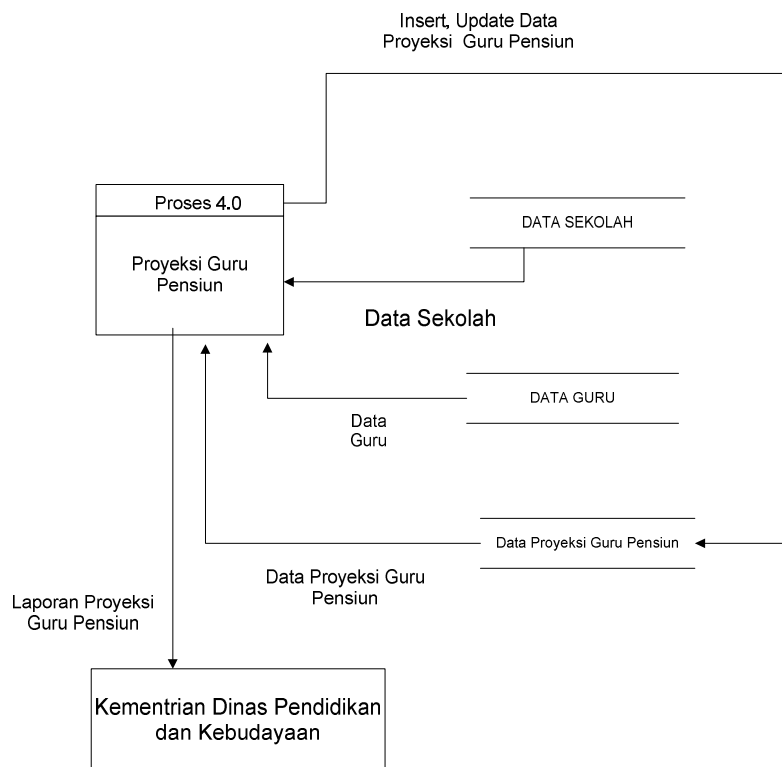 Insert, Update Data
Proyeksi Guru Pensiun
Proses 4.0
Proyeksi Guru
Pensiun
DATA SEKOLAH
Data Sekolah
DATA GURU
Data
Guru
Data Proyeksi Guru Pensiun
Data Proyeksi Guru
Pensiun
Laporan Proyeksi
Guru Pensiun
Kementrian Dinas Pendidikan
dan Kebudayaan